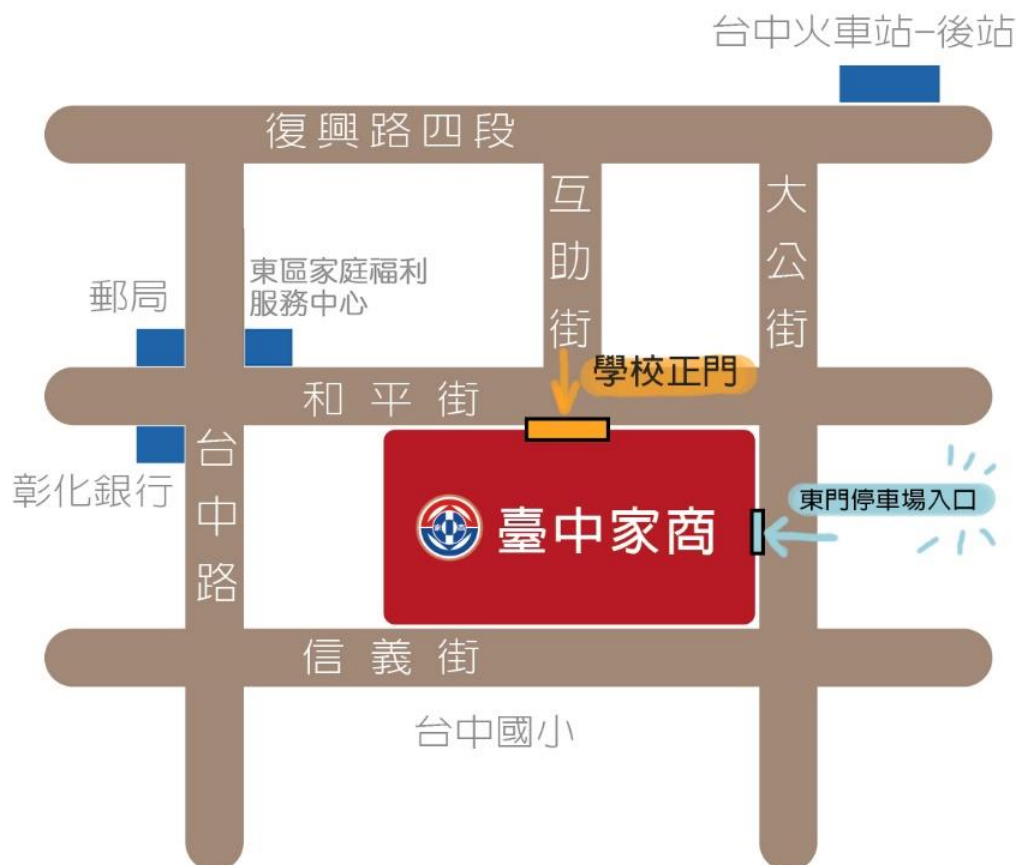 台中火車站-後站
復興路四段
互助街
大公街
東區家庭福利
服務中心
郵局
學校正門
和平街
台中路
彰化銀行
東門停車場入口
臺中家商
信義街
台中國小